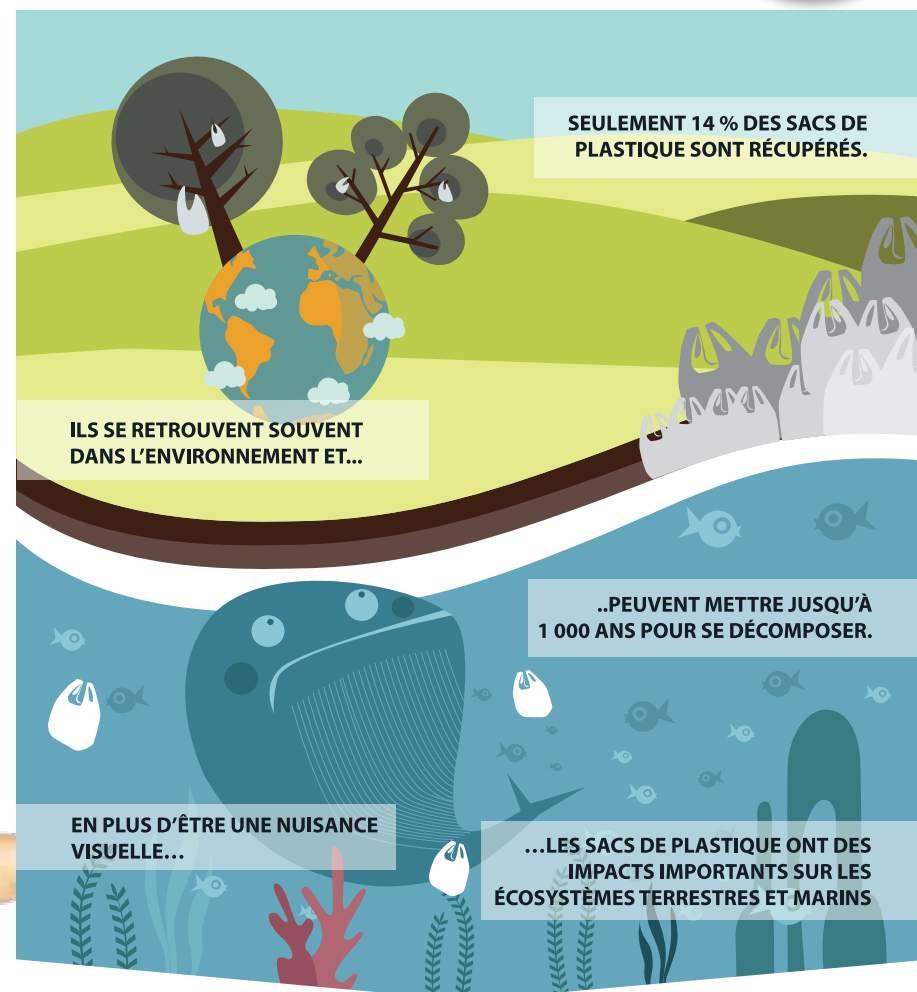 SEULEMENT 14 % DES SACS DE
PLASTIQUE SONT RÉCUPÉRÉS.
ILS SE RETROUVENT SOUVENT
DANS L'ENVIRONNEMENT ET...
..PEUVENT METTRE JUSQU'À
1 000 ANS POUR SE DÉCOMPOSER.
EN PLUS D'ÊTRE UNE NUISANCE
VISUELLE...
...LES SACS DE PLASTIQUE ONT DES
IMPACTS IMPORTANTS SUR LES
ÉCOSYSTÈMES TERRESTRES ET MARINS